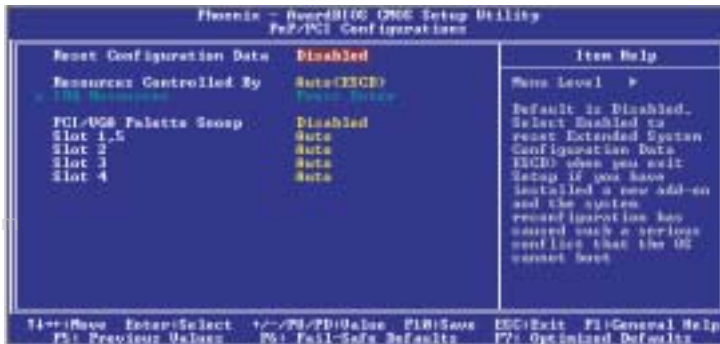 Phoenix - AwardBIOS CMOS Setup Utility
PnP/PCI Configurations
Reset Configuration Data Disabled
Resources Controlled By Auto(ESCD)
x IRQ Resources Press Enter
PCI/VGA Palette Snoop Disabled
Slot 1,5 Auto
Slot 2 Auto
Slot 3 Auto
Slot 4 Auto
Item Help
Menu Level ►
Default is Disabled.
Select Enabled to
reset Extended System
Configuration Data
ESCD) when you exit
Setup if you have
installed a new add-on
and the system
reconfiguration has
caused such a serious
conflict that the OS
cannot boot
↑↓→←:Move Enter:Select +/-/PU/PD:Value F10:Save ESC:Exit F1:General Help
F5: Previous Values F6: Fail-Safe Defaults F7: Optimized Defaults